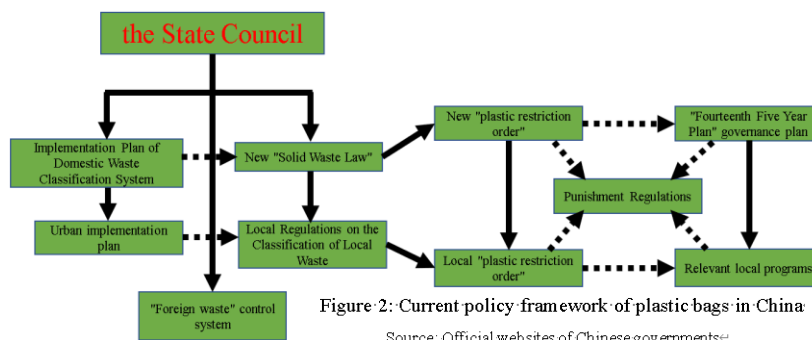 the State Council
Implementation Plan of
Domestic Waste
Classification System
New "Solid Waste Law"
New "plastic restriction
order"
"Fourteenth Five Year
Plan" governance plan
Punishment Regulations
Urban implementation
plan
Local Regulations on the
Classification of Local
Waste
Local "plastic restriction
order"
Relevant local programs
"Foreign waste" control
system
Figure 2: Current policy framework of plastic bags in China
Source: Official websites of Chinese governments